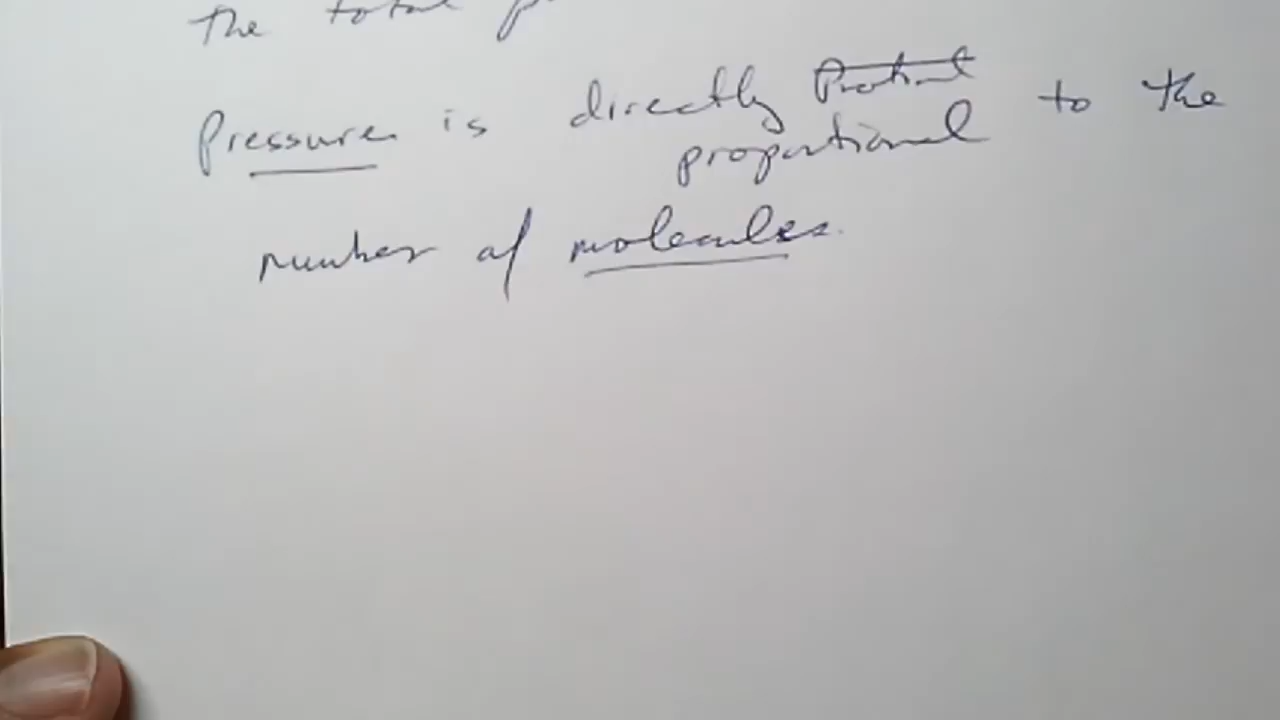 The total
Pressure is directly to the
proportional
number of molecules.